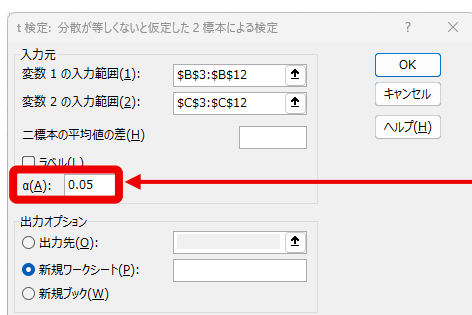 t 検定: 分散が等しくないと仮定した 2 標本による検定
? ×
入力元
変数 1 の入力範囲(1): $B$3:$B$12
変数 2 の入力範囲(2): $C$3:$C$12
二標本の平均値の差(H)
ラベル(L)
α(A): 0.05
OK
キャンセル
ヘルプ(H)
出力オプション
出力先(O):
新規ワークシート(P):
新規ブック(W)